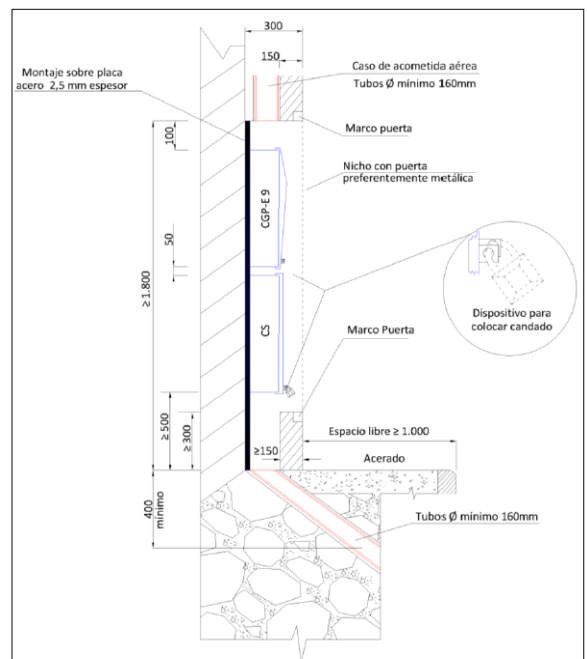 300
150
Montaje sobre placa
acero 2,5 mm espesor
Caso de acometida aérea
Tubos Ø mínimo 160mm
100
Marco puerta
Nicho con puerta
preferentemente metálica
CGP-E 9
50
≥1.800
CS
Dispositivo para
colocar candado
Marco Puerta
≥500
≥300
≥150
Espacio libre ≥ 1.000
Acerado
400
mínimo
Tubos Ø mínimo 160mm